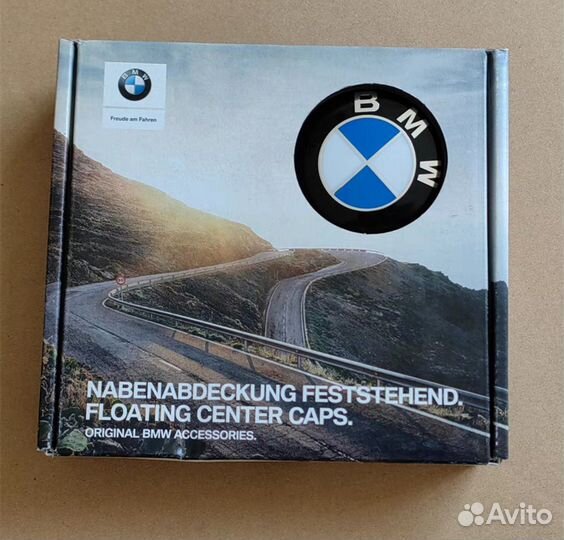 BMW
Freude am Fahren
BMW
NABENABDECKUNG FESTSTEHEND.
FLOATING CENTER CAPS.
ORIGINAL BMW ACCESSORIES.
Avito